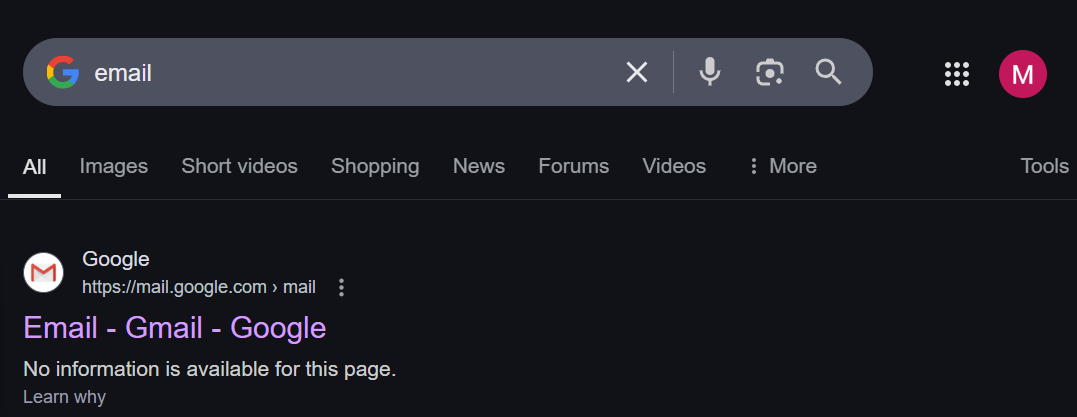 email
M
All Images Short videos Shopping News Forums Videos More Tools
Google
https://mail.google.com › mail
Email - Gmail - Google
No information is available for this page.
Learn why